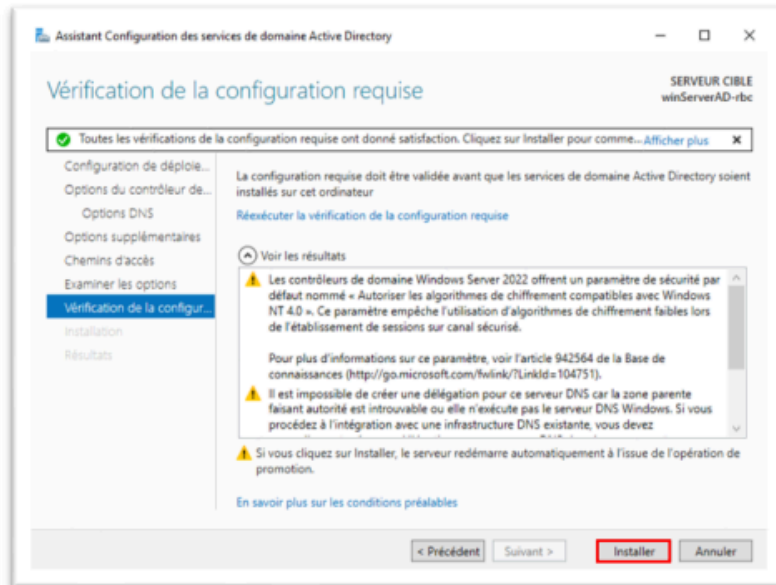 Assistant Configuration des services de domaine Active Directory
Vérification de la configuration requise
SERVEUR CIBLE
winServerAD-rbc
Toutes les vérifications de la configuration requise ont donné satisfaction. Cliquez sur Installer pour comme... Afficher plus
Configuration de déploie...
Options du contrôleur de...
Options DNS
Options supplémentaires
Chemins d'accès
Examiner les options
Vérification de la configur...
Installation
Résultats
La configuration requise doit être validée avant que les services de domaine Active Directory soient
installés sur cet ordinateur
Réexécuter la vérification de la configuration requise
Voir les résultats
Les contrôleurs de domaine Windows Server 2022 offrent un paramètre de sécurité par
défaut nommé « Autoriser les algorithmes de chiffrement compatibles avec Windows
NT 4.0 ». Ce paramètre empêche l'utilisation d'algorithmes de chiffrement faibles lors
de l'établissement de sessions sur canal sécurisé.
Pour plus d'informations sur ce paramètre, voir l'article 942564 de la Base de
connaissances (http://go.microsoft.com/fwlink/?LinkId=104751).
Il est impossible de créer une délégation pour ce serveur DNS car la zone parente
faisant autorité est introuvable ou elle n'exécute pas le serveur DNS Windows. Si vous
procédez à l'intégration avec une infrastructure DNS existante, vous devez
Si vous cliquez sur Installer, le serveur redémarre automatiquement à l'issue de l'opération de
promotion.
En savoir plus sur les conditions préalables
< Précédent
Suivant >
Installer
Annuler